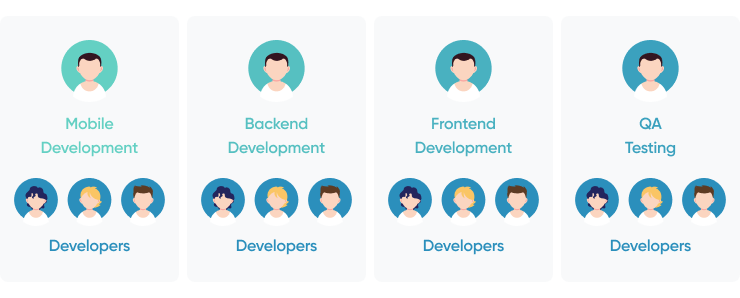 Mobile
Development
Developers
Backend
Development
Developers
Frontend
Development
Developers
QA
Testing
Developers